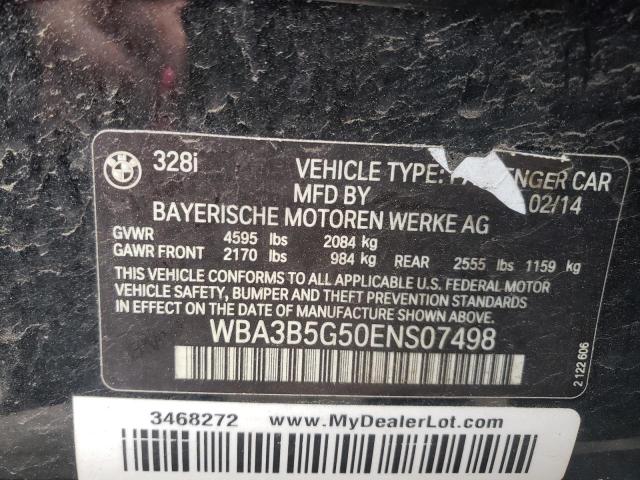 BMW
328i VEHICLE TYPE: ENGER CAR
MFD BY 02/14
BAYERISCHE MOTOREN WERKE AG
GVWR 4595 lbs 2084 kg
GAWR FRONT 2170 lbs 984 kg REAR 2555 lbs 1159 kg
THIS VEHICLE CONFORMS TO ALL APPLICABLE U.S. FEDERAL MOTOR
VEHICLE SAFETY, BUMPER AND THEFT PREVENTION STANDARDS
IN EFFECT ON THE DATE OF MANUFACTURE SHOWN ABOVE.
WBA3B5G50ENS07498
2 122 606
3468272 www.MyDealerLot.com